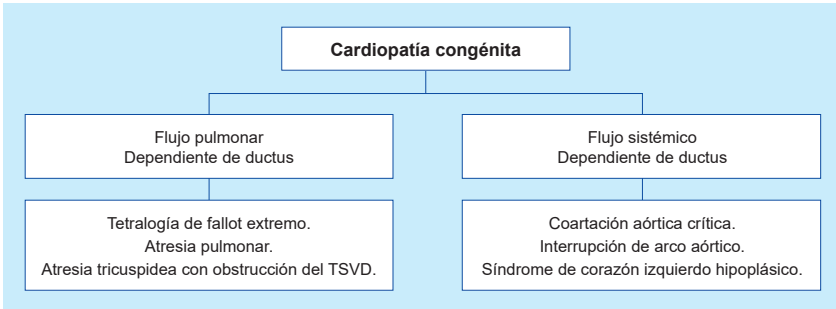 Cardiopatía congénita
Flujo pulmonar
Dependiente de ductus
Flujo sistémico
Dependiente de ductus
Tetralogía de fallot extremo.
Atresia pulmonar.
Atresia tricuspidea con obstrucción del TSVD.
Coartación aórtica crítica.
Interrupción de arco aórtico.
Síndrome de corazón izquierdo hipoplásico.